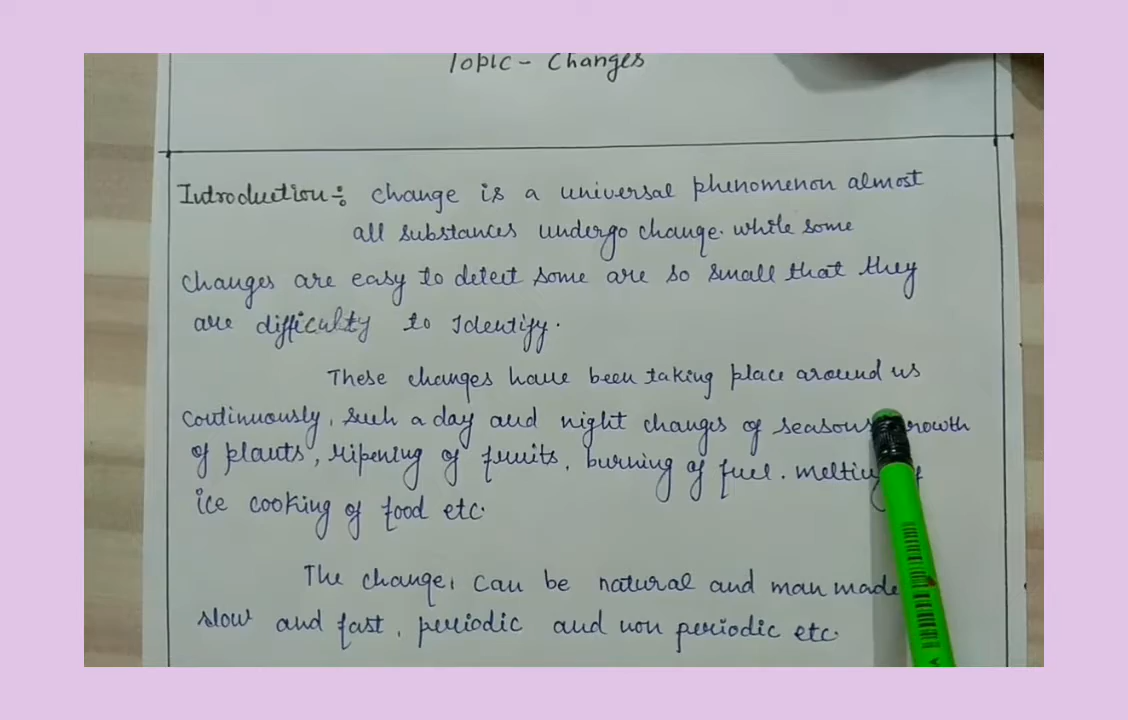 Topic - Changes
Introduction:- Change is a universal phenomenon almost
all substances undergo change. while some
changes are easy to detect some are so small that they
are difficulty to Identify.
These changes have been taking place around us
continuously, such a day and night changes of seasons
of plants, ripening of fruits, burning of fuel. melting
ice cooking of food etc.
The change, can be natural and man made
slow and fast, periodic and non periodic etc.